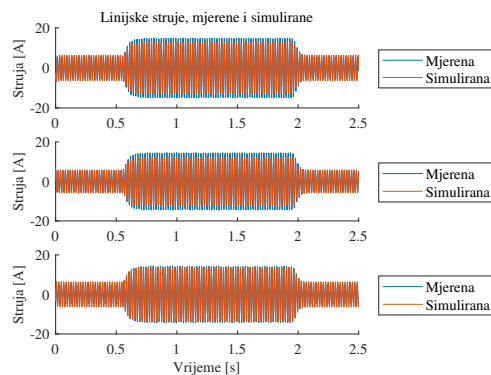 Linijske struje, mjerene i simulirane
20
0
-20
Struja [A]
0 0.5 1 1.5 2 2.5
Mjerena
Simulirana
20
0
-20
Struja [A]
0 0.5 1 1.5 2 2.5
Mjerena
Simulirana
20
0
-20
Struja [A]
0 0.5 1 1.5 2 2.5
Vrijeme [s]
Mjerena
Simulirana